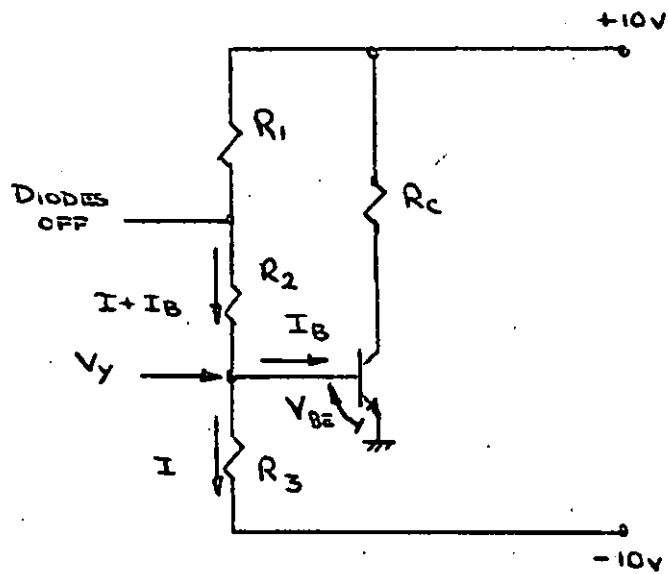 +10V
R1
DIODES
OFF
RC
R2
I + IB
IB
VY
VBE
I
R3
-10V